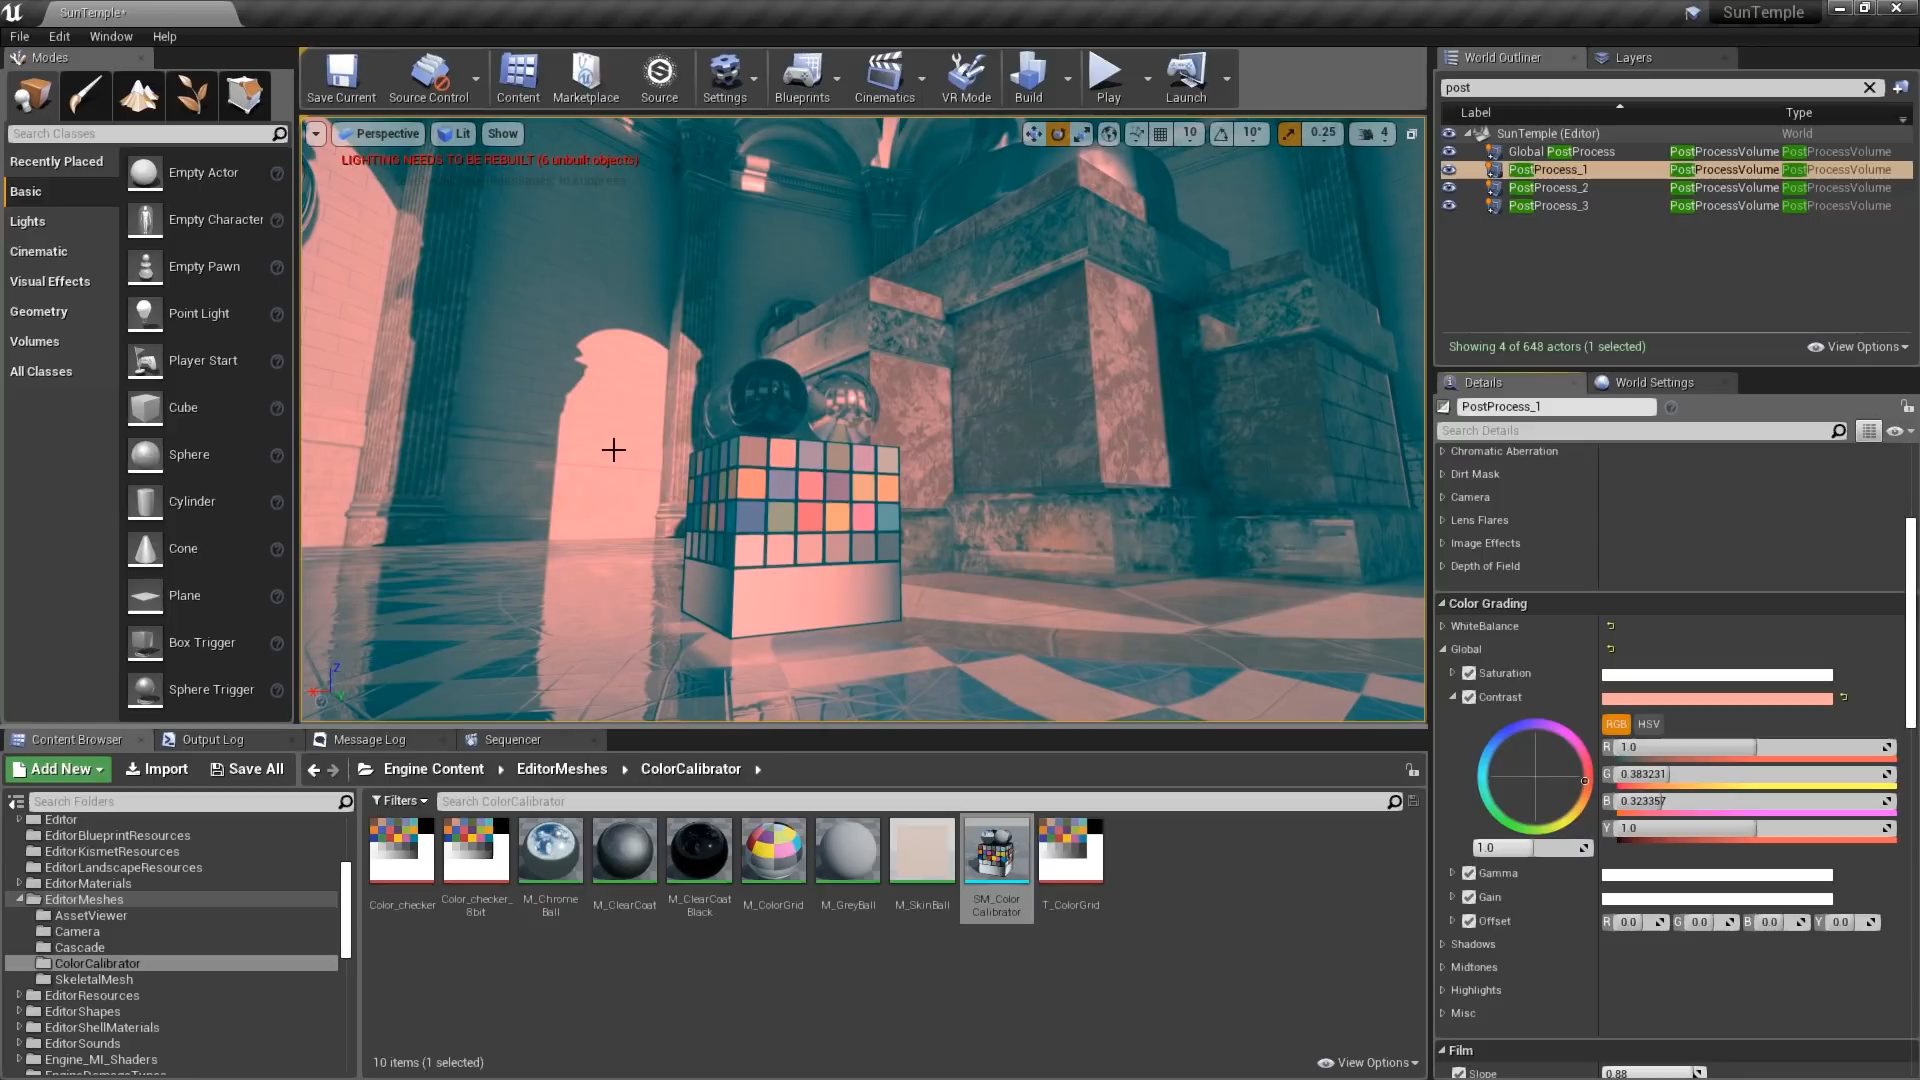 SunTemple*
SunTemple
File Edit Window Help
Modes
Search Classes
Recently Placed
Basic
Lights
Cinematic
Visual Effects
Geometry
Volumes
All Classes
Empty Actor
Empty Character
Empty Pawn
Point Light
Player Start
Cube
Sphere
Cylinder
Cone
Plane
Box Trigger
Sphere Trigger
Save Current
Source Control
Content
Marketplace
Source
Settings
Blueprints
Cinematics
VR Mode
Build
Play
Launch
Perspective Lit Show 10 10° 0.25 4
LIGHTING NEEDS TO BE REBUILT (6 unbuilt objects)
Z
World Outliner Layers
post
Label Type
SunTemple (Editor) World
Global PostProcess PostProcessVolume PostProcessVolume
PostProcess_1 PostProcessVolume PostProcessVolume
PostProcess_2 PostProcessVolume PostProcessVolume
PostProcess_3 PostProcessVolume PostProcessVolume
Showing 4 of 648 actors (1 selected) View Options
Details World Settings
PostProcess_1
Search Details
Chromatic Aberration
Dirt Mask
Camera
Lens Flares
Image Effects
Depth of Field
Color Grading
WhiteBalance
Global
Saturation
Contrast
RGB HSV
R 1.0
G 0.383231
B 0.323357
Y 1.0
1.0
Gamma
Gain
Offset R 0.0 G 0.0 B 0.0 Y 0.0
Shadows
Midtones
Highlights
Misc
Film
Slope 0.88
Content Browser Output Log Message Log Sequencer
Add New Import Save All Engine Content EditorMeshes ColorCalibrator
Search Folders
Filters Search ColorCalibrator
Editor
EditorBlueprintResources
EditorKismetResources
EditorLandscapeResources
EditorMaterials
EditorMeshes
AssetViewer
Camera
Cascade
ColorCalibrator
SkeletalMesh
EditorResources
EditorShapes
EditorShellMaterials
EditorSounds
Engine_MI_Shaders
Color_checker
Color_checker_
8bit
M_Chrome
Ball
M_ClearCoat
M_ClearCoat
Black
M_ColorGrid
M_GreyBall
M_SkinBall
SM_Color
Calibrator
T_ColorGrid
10 items (1 selected) View Options